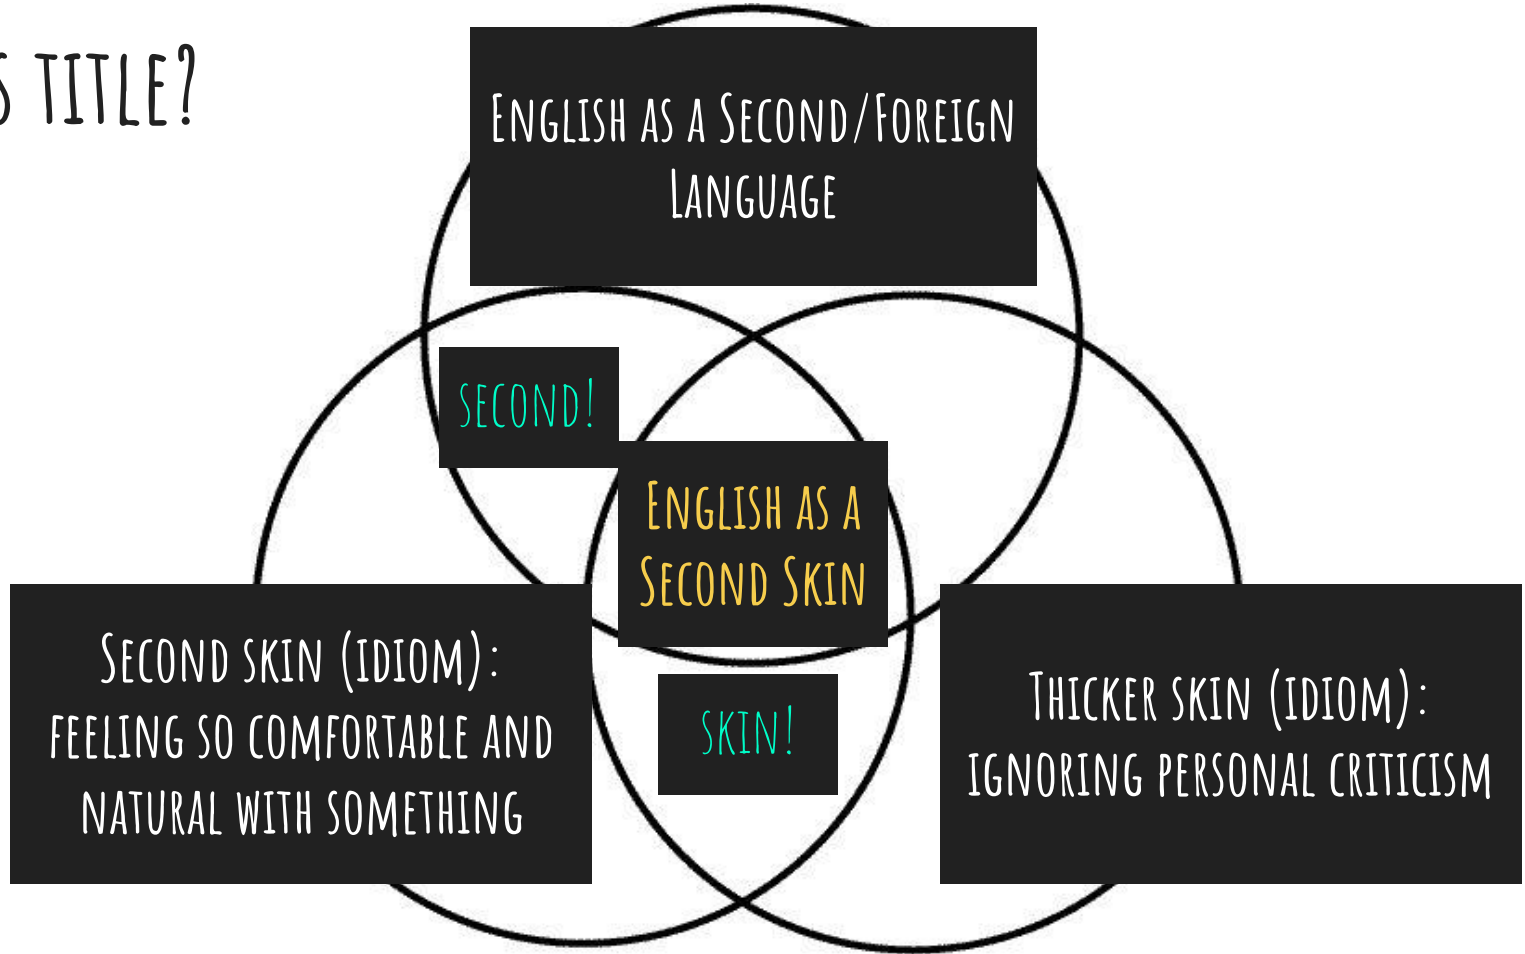 S TITLE?
English as a Second/Foreign
Language
second!
English as a
Second Skin
Second skin (idiom):
feeling so comfortable and
natural with something
skin!
Thicker skin (idiom):
ignoring personal criticism